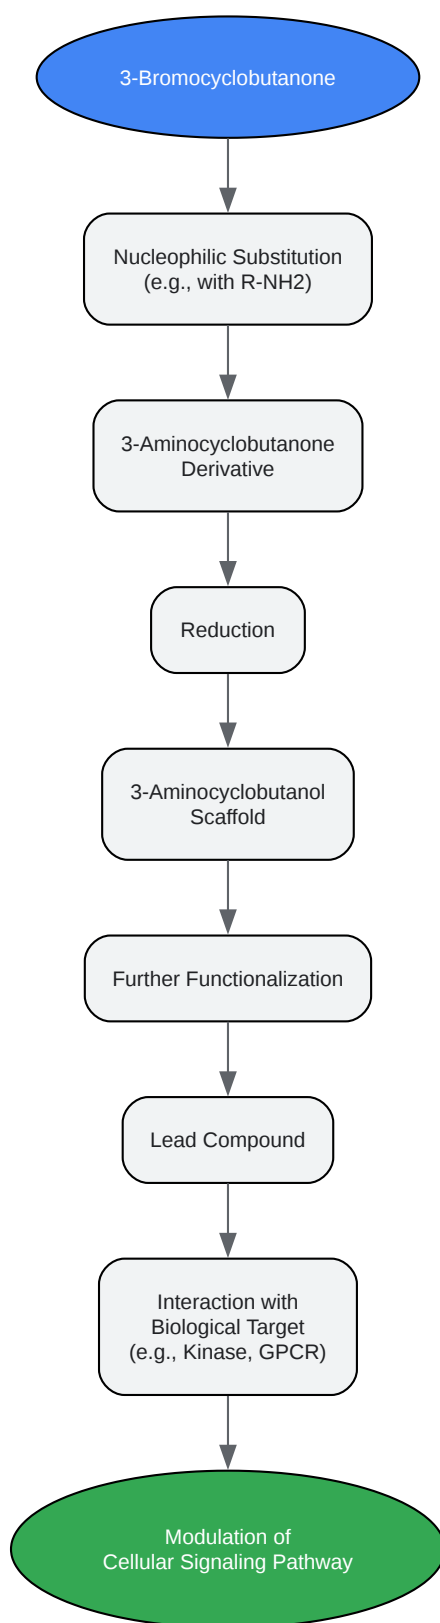 3-Bromocyclobutanone
Nucleophilic Substitution
(e.g., with R-NH2)
3-Aminocyclobutanone
Derivative
Reduction
3-Aminocyclobutanol
Scaffold
Further Functionalization
Lead Compound
Interaction with
Biological Target
(e.g., Kinase, GPCR)
Modulation of
Cellular Signaling Pathway